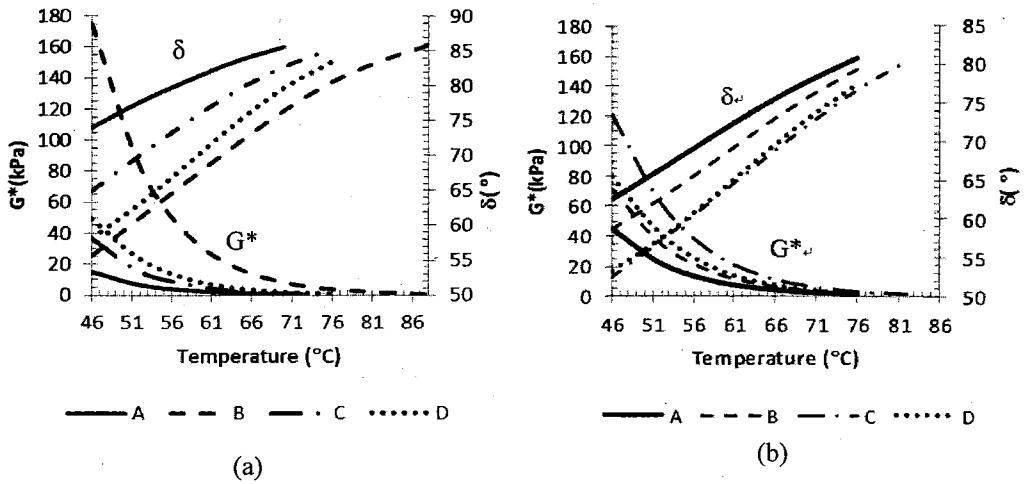 180
160
140
120
100
80
60
40
20
0
G*(kPa)
90
85
80
75
70
65
60
55
50
δ(°)
δ
G*
46 51 56 61 66 71 76 81 86
Temperature (°C)
A B C D
(a)
180
160
140
120
100
80
60
40
20
0
G*(kPa)
85
80
75
70
65
60
55
50
δ(°)
δ↵
G*↵
46 51 56 61 66 71 76 81 86
Temperature (°C)
A B C D
(b)